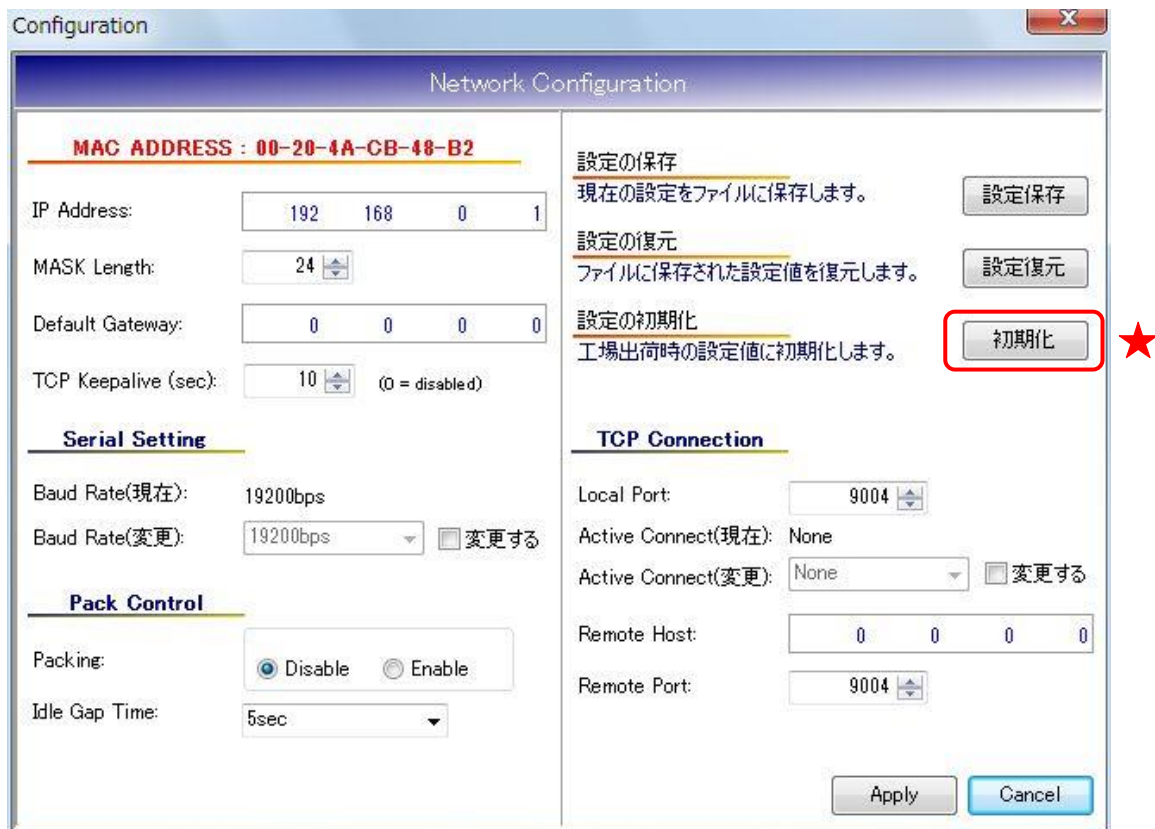 Configuration
Network Configuration
MAC ADDRESS : 00-20-4A-CB-48-B2
IP Address: 192 168 0 1
MASK Length: 24
Default Gateway: 0 0 0 0
TCP Keepalive (sec): 10 (0 = disabled)
Serial Setting
Baud Rate(現在): 19200bps
Baud Rate(変更): 19200bps 変更する
Pack Control
Packing: Disable Enable
Idle Gap Time: 5sec
設定の保存
現在の設定をファイルに保存します。 設定保存
設定の復元
ファイルに保存された設定値を復元します。 設定復元
設定の初期化
工場出荷時の設定値に初期化します。 初期化
TCP Connection
Local Port: 9004
Active Connect(現在): None
Active Connect(変更): None 変更する
Remote Host: 0 0 0 0
Remote Port: 9004
Apply Cancel